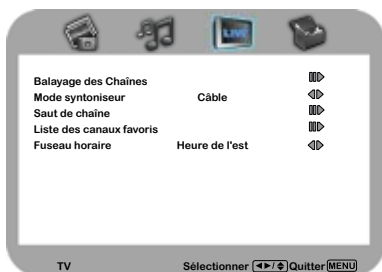 LIVE
Balayage des Chaînes
Mode syntoniseur Câble
Saut de chaîne
Liste des canaux favoris
Fuseau horaire Heure de l'est
TV Sélectionner Quitter MENU